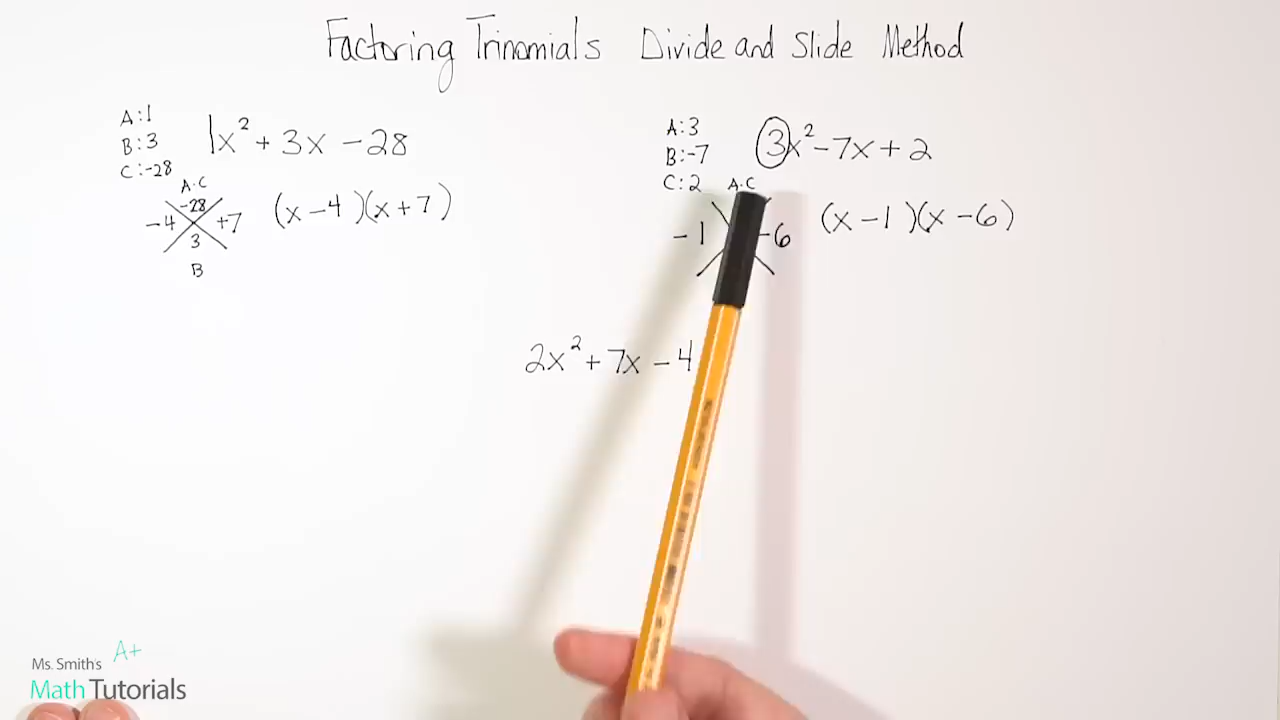 Factoring Trinomials Divide and Slide Method
A:1
B:3
C:-28
1x² + 3x - 28
A·C
-28
-4 +7
3
B
(x - 4)(x + 7)
A:3
B:-7
C:2
3x² - 7x + 2
A·C
-1 -6
(x - 1)(x - 6)
2x² + 7x - 4
A+
Ms. Smith's
Math Tutorials